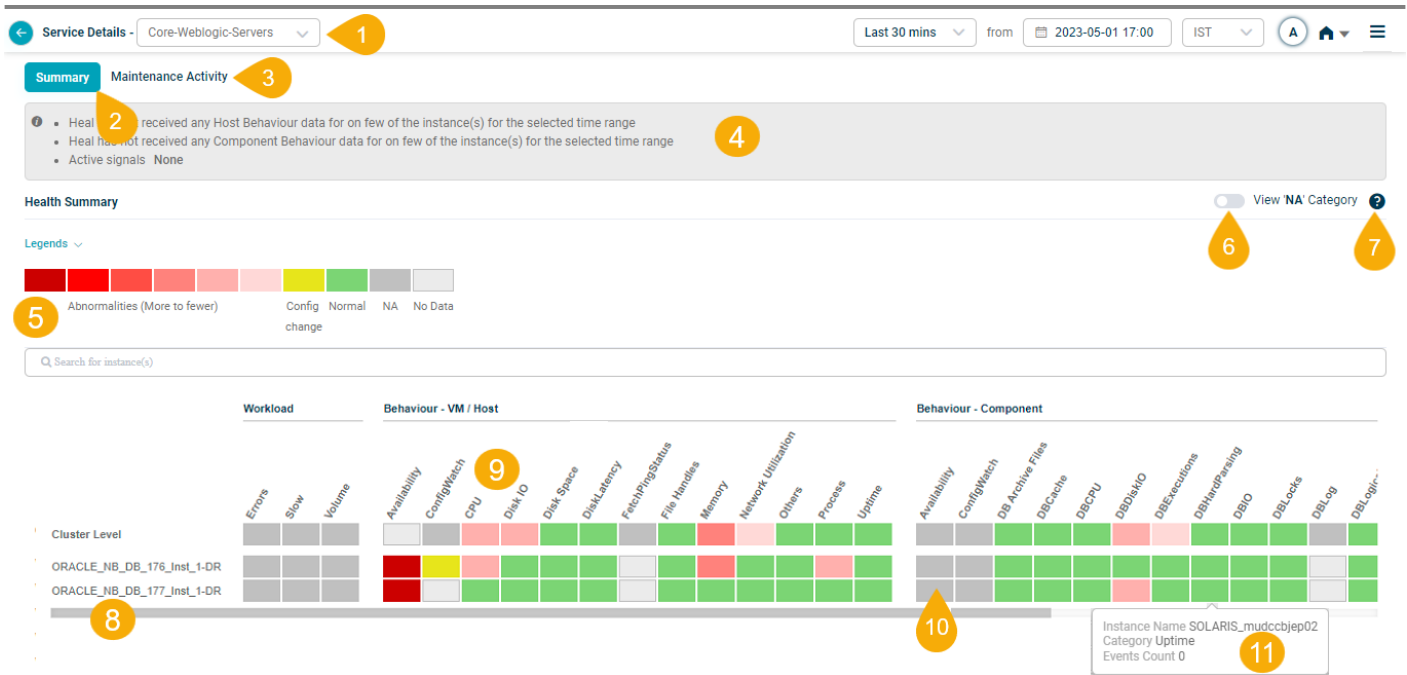 Service Details - Core-Weblogic-Servers 1 Last 30 mins from 2023-05-01 17:00 IST A
Summary Maintenance Activity 3
2
Heal received any Host Behaviour data for on few of the instance(s) for the selected time range
Heal has not received any Component Behaviour data for on few of the instance(s) for the selected time range
4
Active signals None
Health Summary View 'NA' Category ?
6 7
Legends
5 Abnormalities (More to fewer) Config change Normal NA No Data
Search for instance(s)
Workload Behaviour - VM / Host Behaviour - Component
9
Errors Slow Volume Availability ConfigWatch CPU Disk IO Disk Space DiskLatency FetchPingStatus File Handles Memory Network Utilization Others Process Uptime Availability ConfigWatch DB Archive Files DBCache DBCPU DBDiskIO DBExecutions DBHardParsing DBIO DBLocks DBLog
Cluster Level
ORACLE_NB_DB_176_Inst_1-DR
ORACLE_NB_DB_177_Inst_1-DR
8 10
Instance Name SOLARIS_mudccbjep02
Category Uptime
Events Count 0
11